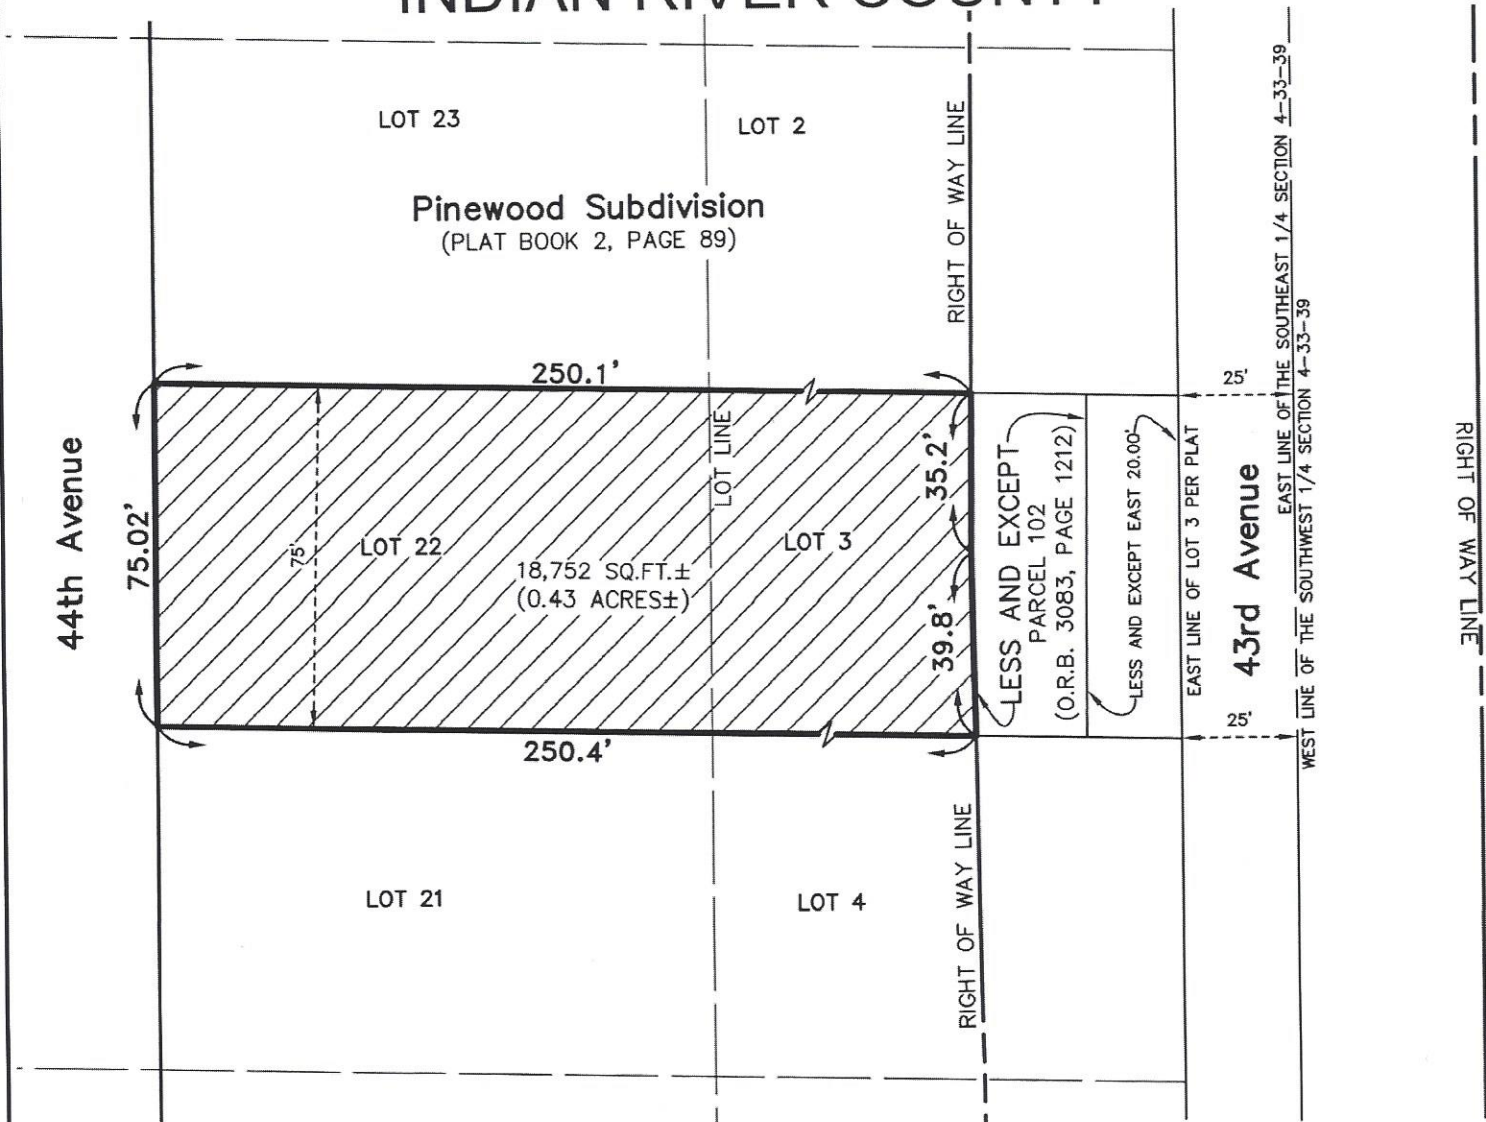 INDIAN RIVER COUNTY
LOT 23
LOT 2
Pinewood Subdivision
(PLAT BOOK 2, PAGE 89)
RIGHT OF WAY LINE
EAST LINE OF THE SOUTHEAST 1/4 SECTION 4-33-39
WEST LINE OF THE SOUTHWEST 1/4 SECTION 4-33-39
RIGHT OF WAY LINE
250.1'
25'
44th Avenue
75.02'
75'
LOT 22
LOT LINE
18,752 SQ.FT.±
(0.43 ACRES±)
LOT 3
35.2'
39.8'
LESS AND EXCEPT
PARCEL 102
(O.R.B. 3083, PAGE 1212)
LESS AND EXCEPT EAST 20.00'
EAST LINE OF LOT 3 PER PLAT
43rd Avenue
25'
250.4'
LOT 21
LOT 4
RIGHT OF WAY LINE